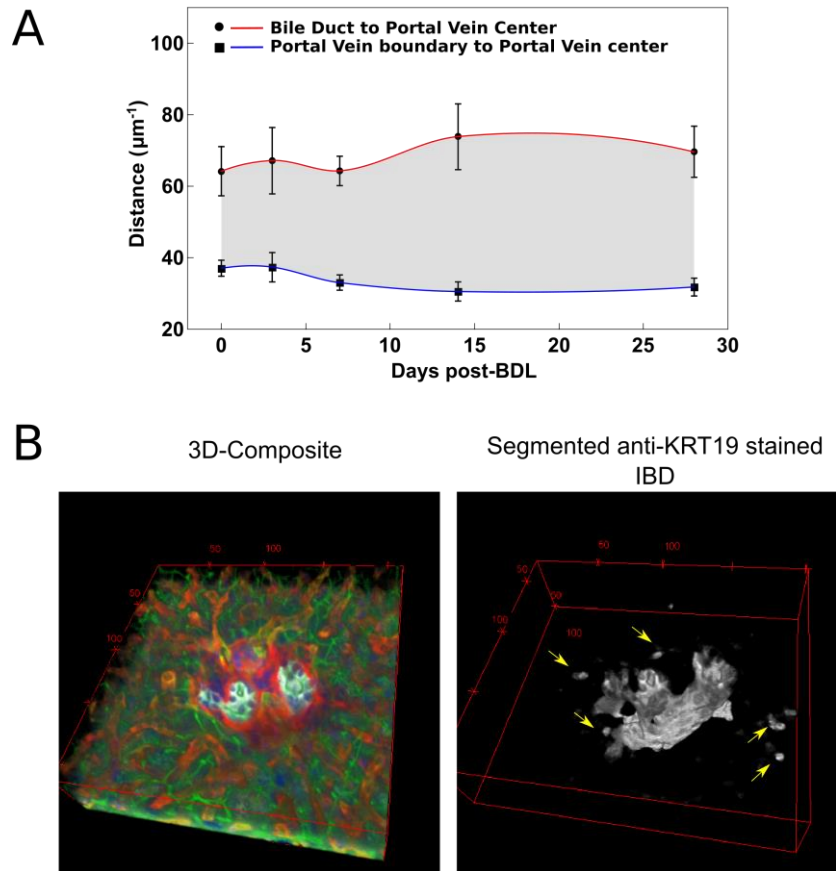 A
Bile Duct to Portal Vein Center
Portal Vein boundary to Portal Vein center
100
80
60
40
20
Distance (µm⁻¹)
0 5 10 15 20 25 30
Days post-BDL
B
3D-Composite
Segmented anti-KRT19 stained
IBD
50 100
50
100
60 100
50
100
50
100